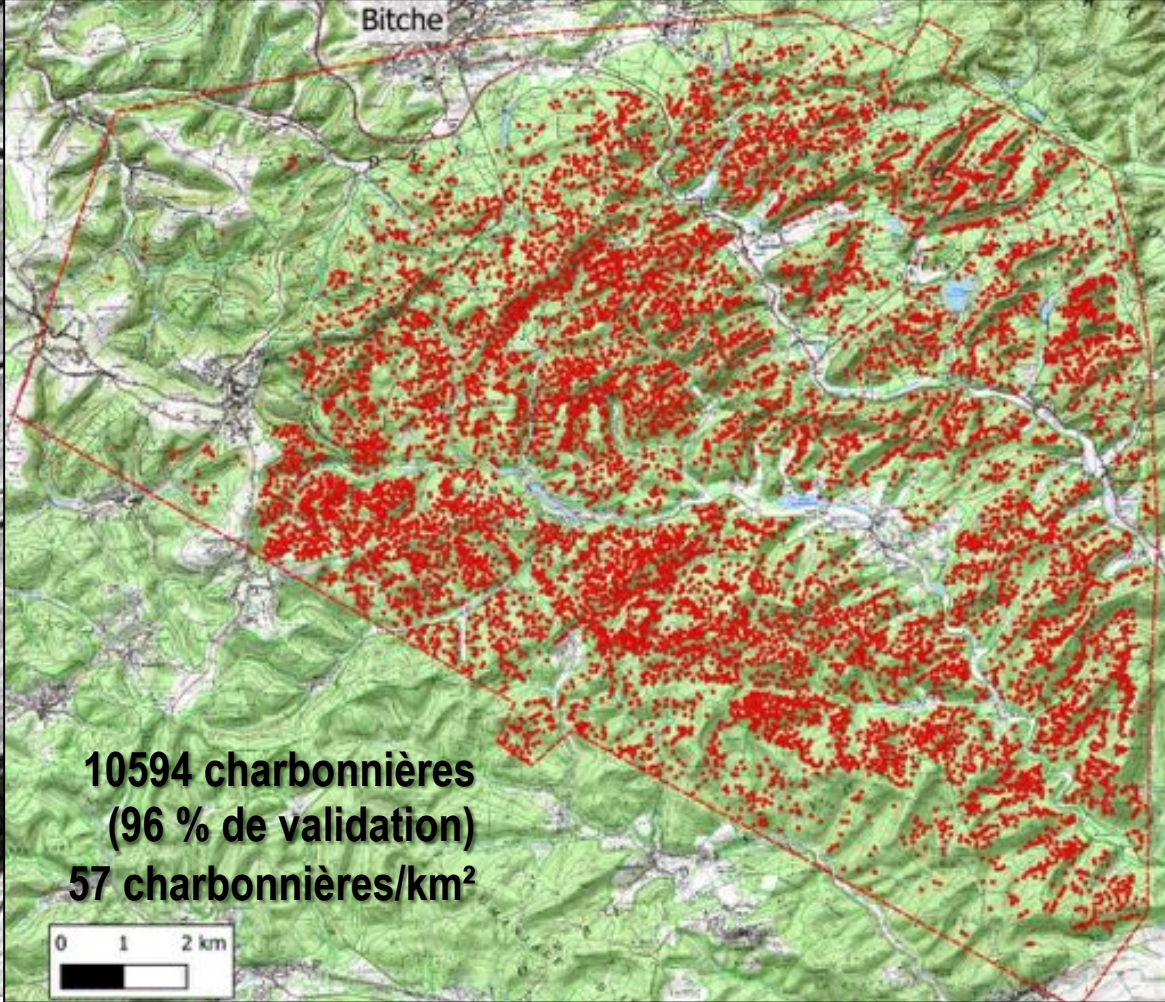 Bitche
10594 charbonnières
(96 % de validation)
57 charbonnières/km²
0 1 2 km